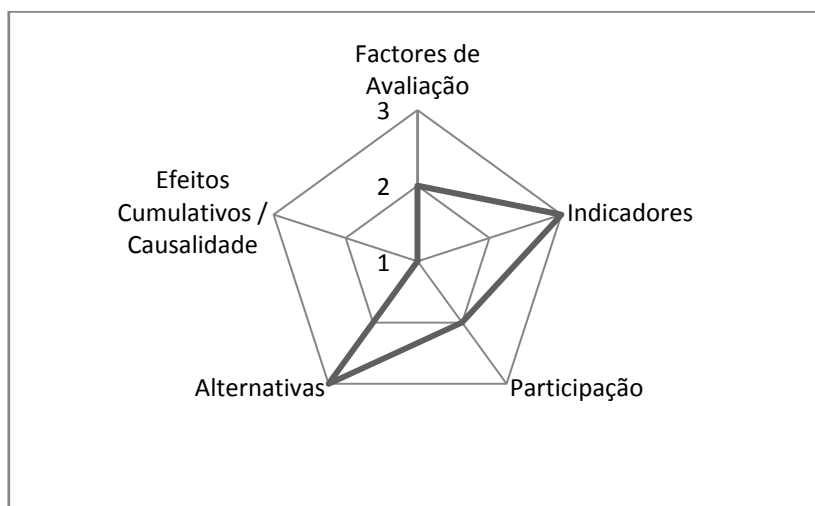 Factores de
Avaliação
3
Efeitos
Cumulativos /
Causalidade
2
Indicadores
1
Alternativas
Participação